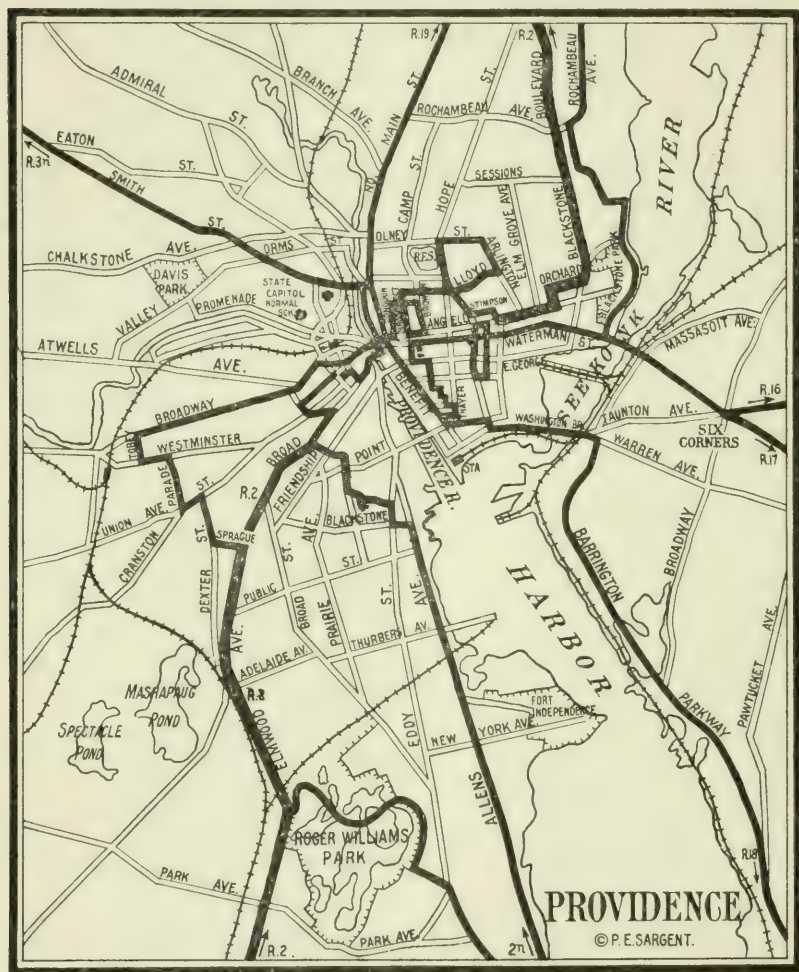 R.19
R.2
ADMIRAL
ST.
BRANCH AVE.
NO. MAIN ST.
ROCHAMBEAU AVE.
BOULEVARD
ROCHAMBEAU AVE.
EATON
ST.
R.3n
SMITH
ST.
CAMP ST.
HOPE
ST.
SESSIONS
ELM GROVE AVE
BLACKSTONE
RIVER
CHALKSTONE AVE.
ORMS
ST
OLNEY
ST.
RES.
ARLINGTON
LLOYD
ORCHARD
BLACKSTONE PARK
DAVIS
PARK
STATE
CAPITOL
NORMAL
SCH.
VALLEY
PROMENADE
STIMPSON
ANGELL
WATERMAN ST
SEEKONK
MASSASOIT AVE.
ATWELLS
AVE.
E. GEORGE
BENEFIT
THAYER
BROADWAY
TOBEY
WESTMINSTER
PROVIDENCE R.
WASHINGTON BR.
TAUNTON AVE.
SIX
CORNERS
R.16
R.17
WARREN AVE.
STA
BROAD
FRIENDSHIP
POINT
PARADE
ST.
R.2
UNION AVE.
CRANSTON
ST.
SPRAGUE
BLACKSTONE
AVE.
ST.
ST.
DEXTER
PUBLIC
BROAD
PRAIRIE
ST.
AVE.
HARBOR
BARRINGTON
BROADWAY
AVE.
ADELAIDE AV.
THURBERS AV.
PAWTUCKET AVE.
PARKWAY
MASHAPAUG
POND
SPECTACLE
POND
R.2
ELMWOOD
EDDY
NEW YORK AVE.
FORT
INDEPENDENCE
ALLENS
ROGER WILLIAMS
PARK
PARK AVE.
PARK AVE.
R.18
R.2.
2n
PROVIDENCE
© P. E. SARGENT.